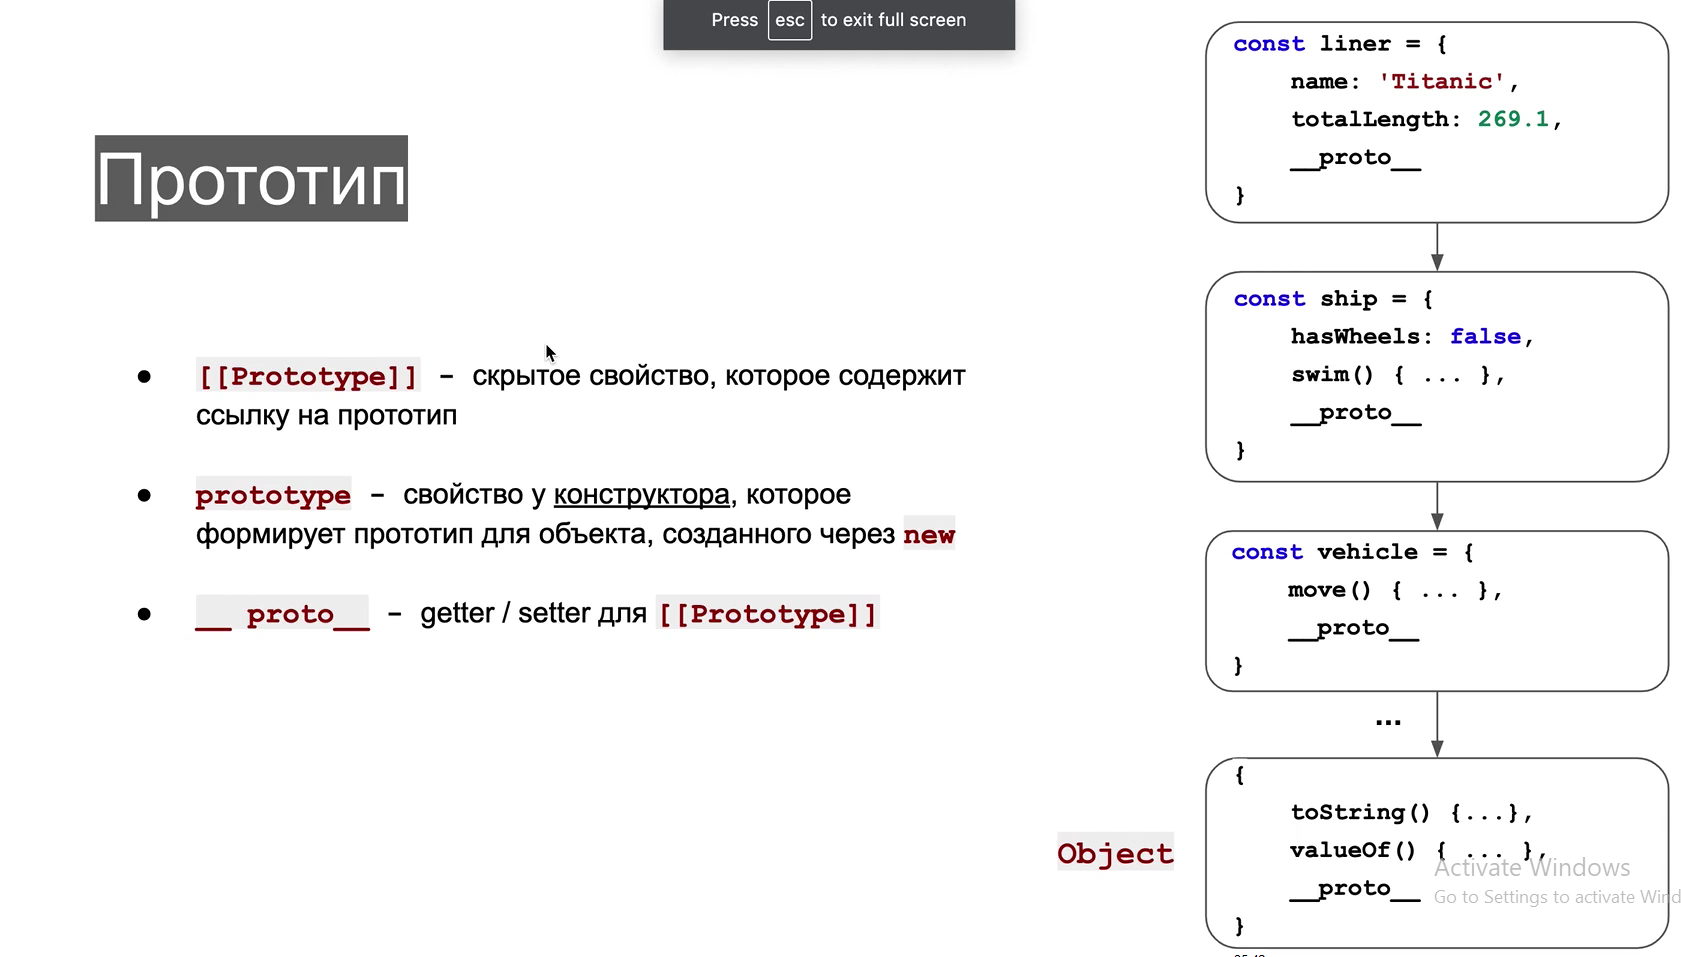 Press esc to exit full screen
Прототип
● [[Prototype]] – скрытое свойство, которое содержит
ссылку на прототип
● prototype – свойство у конструктора, которое
формирует прототип для объекта, созданного через new
● __ proto__ – getter / setter для [[Prototype]]
const liner = {
name: 'Titanic',
totalLength: 269.1,
__proto__
}
const ship = {
hasWheels: false,
swim() { ... },
__proto__
}
const vehicle = {
move() { ... },
__proto__
}
...
Object
{
toString() {...},
valueOf() { ... },
__proto__
}
Activate Windows
Go to Settings to activate Wind